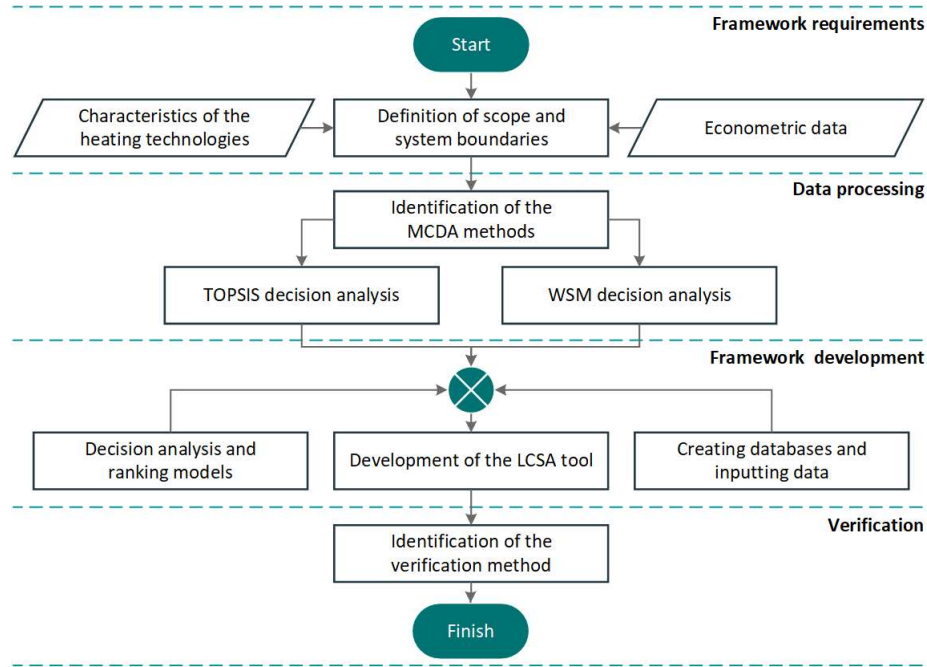 Framework requirements
Start
Characteristics of the
heating technologies
Definition of scope and
system boundaries
Econometric data
Data processing
Identification of the
MCDA methods
TOPSIS decision analysis
WSM decision analysis
Framework development
Decision analysis and
ranking models
Development of the LCSA tool
Creating databases and
inputting data
Verification
Identification of the
verification method
Finish